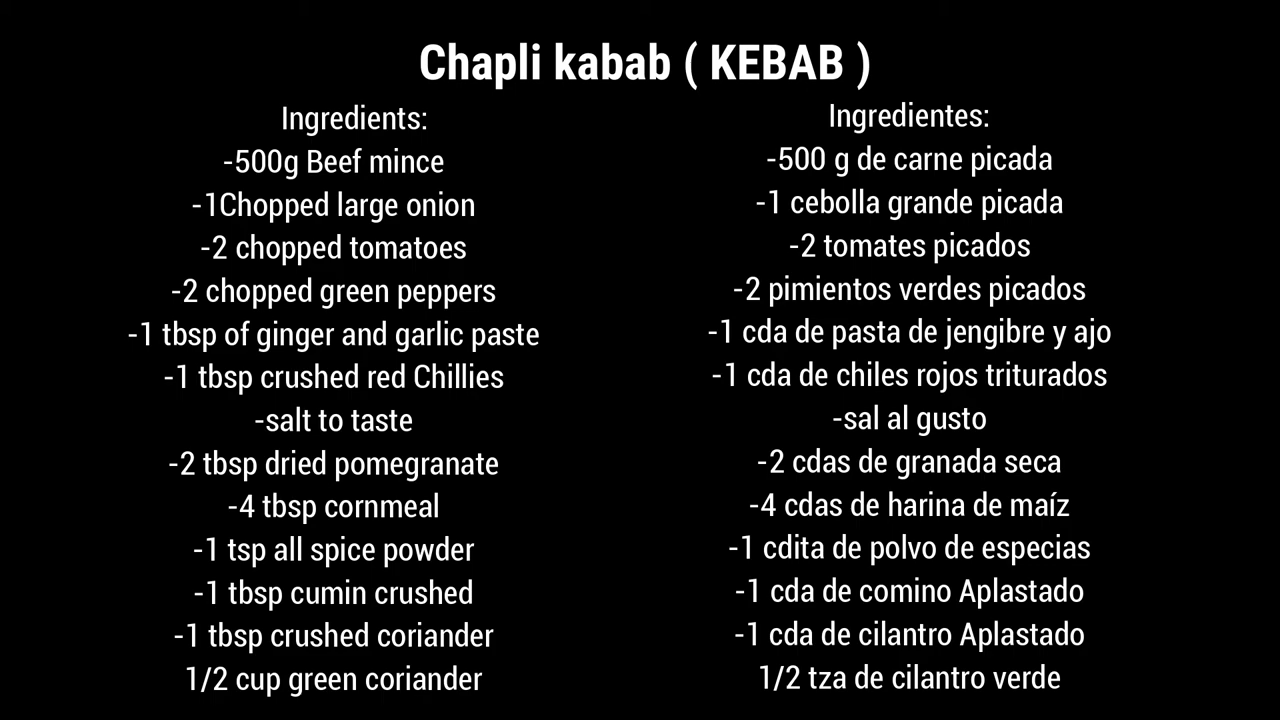 Chapli kabab ( KEBAB )
Ingredients:
-500g Beef mince
-1Chopped large onion
-2 chopped tomatoes
-2 chopped green peppers
-1 tbsp of ginger and garlic paste
-1 tbsp crushed red Chillies
-salt to taste
-2 tbsp dried pomegranate
-4 tbsp cornmeal
-1 tsp all spice powder
-1 tbsp cumin crushed
-1 tbsp crushed coriander
1/2 cup green coriander
Ingredientes:
-500 g de carne picada
-1 cebolla grande picada
-2 tomates picados
-2 pimientos verdes picados
-1 cda de pasta de jengibre y ajo
-1 cda de chiles rojos triturados
-sal al gusto
-2 cdas de granada seca
-4 cdas de harina de maíz
-1 cdita de polvo de especias
-1 cda de comino Aplastado
-1 cda de cilantro Aplastado
1/2 tza de cilantro verde